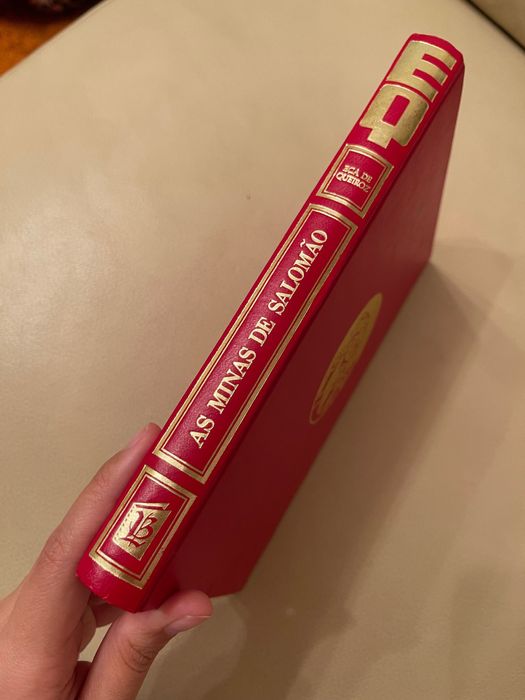 EQ
EÇA DE
QUEIROZ
AS MINAS DE SALOMÃO